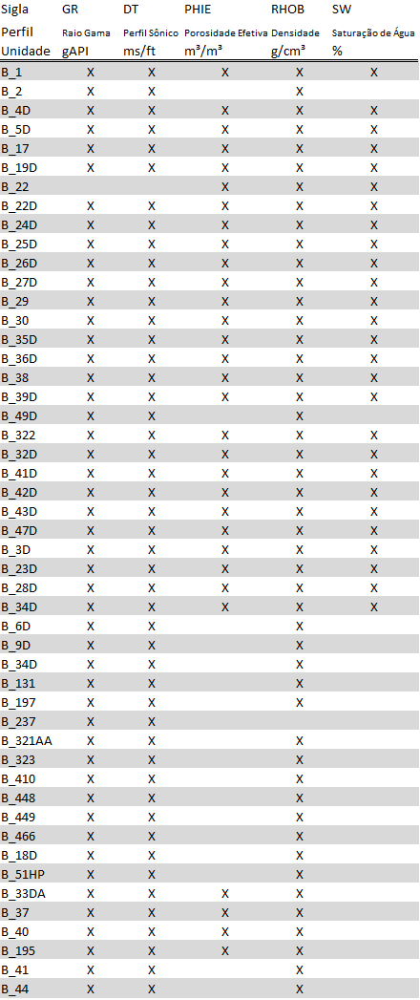 Sigla GR DT PHIE RHOB SW
Perfil Raio Gama Perfil Sônico Porosidade Efetiva Densidade Saturação de Água
Unidade gAPI ms/ft m³/m³ g/cm³ %
B_1 X X X X X
B_2 X X X
B_4D X X X X X
B_5D X X X X X
B_17 X X X X X
B_19D X X X X X
B_22 X X X
B_22D X X X X X
B_24D X X X X X
B_25D X X X X X
B_26D X X X X X
B_27D X X X X X
B_29 X X X X X
B_30 X X X X X
B_35D X X X X X
B_36D X X X X X
B_38 X X X X X
B_39D X X X X X
B_49D X X X
B_322 X X X X X
B_32D X X X X X
B_41D X X X X X
B_42D X X X X X
B_43D X X X X X
B_47D X X X X X
B_3D X X X X X
B_23D X X X X X
B_28D X X X X X
B_34D X X X X X
B_6D X X X
B_9D X X X
B_34D X X X
B_131 X X X
B_197 X X X
B_237 X X
B_321AA X X X
B_323 X X X
B_410 X X X
B_448 X X X
B_449 X X X
B_466 X X X
B_18D X X X
B_51HP X X X
B_33DA X X X X
B_37 X X X X
B_40 X X X X
B_195 X X X X
B_41 X X X
B_44 X X X